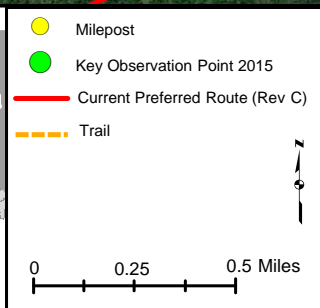 Milepost
Key Observation Point 2015
Current Preferred Route (Rev C)
Trail
N
0 0.25 0.5 Miles